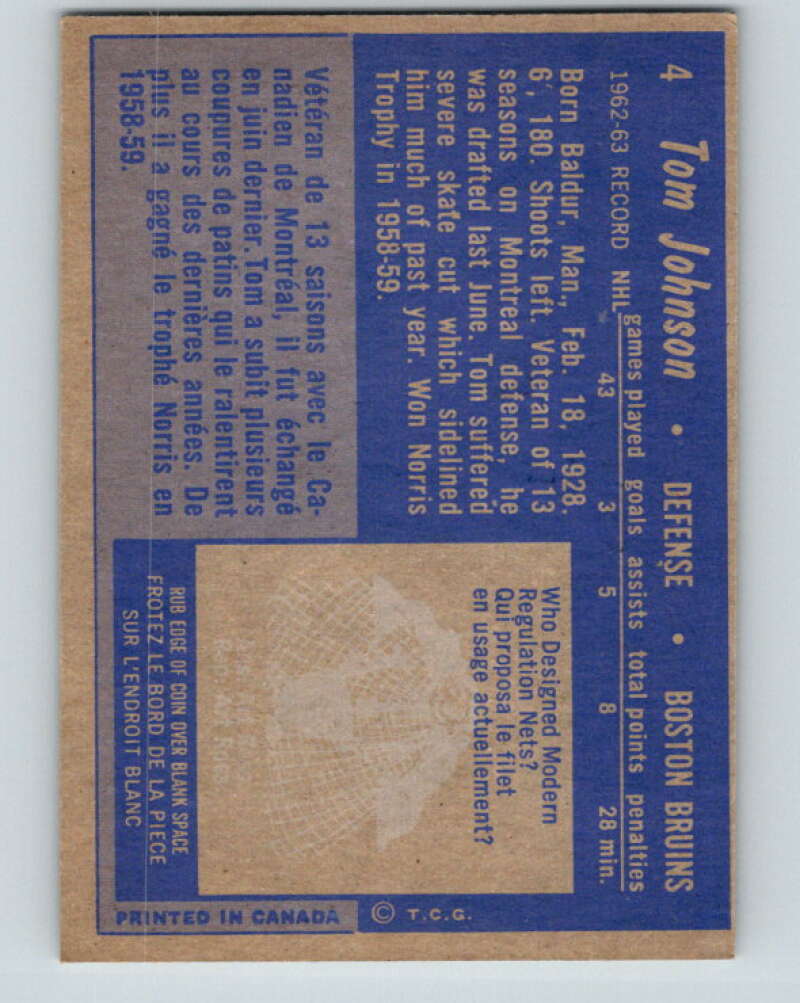 4 Tom Johnson • DEFENSE • BOSTON BRUINS
games played goals assists total points penalties
1962-63 RECORD NHL 43 3 5 8 28 min.
Born Baldur, Man., Feb. 18, 1928.
6', 180. Shoots left. Veteran of 13
seasons on Montreal defense, he
was drafted last June. Tom suffered
severe skate cut which sidelined
him much of past year. Won Norris
Trophy in 1958-59.
Vétéran de 13 saisons avec le Ca-
nadien de Montréal, il fut échangé
en juin dernier. Tom a subit plusieurs
coupures de patins qui le ralentirent
au cours des dernières années. De
plus il a gagné le trophé Norris en
1958-59.
Who Designed Modern
Regulation Nets?
Qui proposa le filet
en usage actuellement?
RUB EDGE OF COIN OVER BLANK SPACE
FROTEZ LE BORD DE LA PIECE
SUR L'ENDROIT BLANC
© T.C.G.
PRINTED IN CANADA